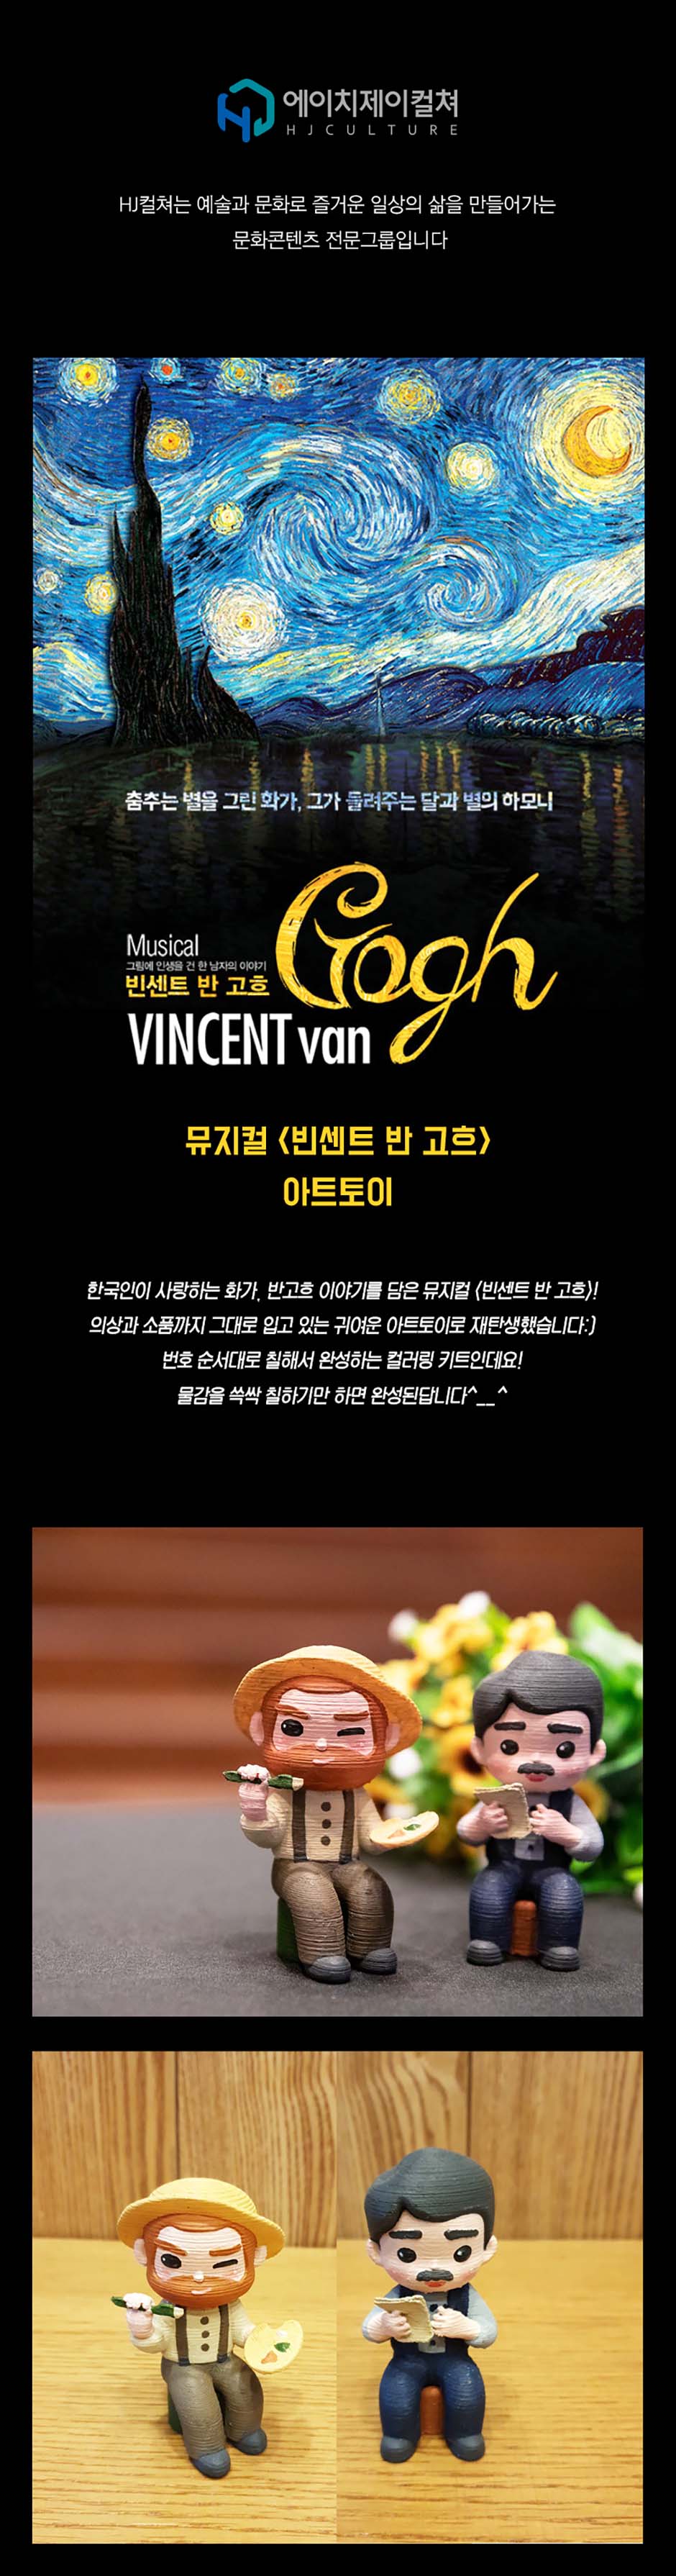 에이치제이컬쳐
HJCULTURE
HJ컬쳐는 예술과 문화로 즐거운 일상의 삶을 만들어가는
문화콘텐츠 전문그룹입니다
춤추는 별을 그린 화가, 그가 들려주는 달과 별의 하모니
Musical
그림에 인생을 건 한 남자의 이야기
빈센트 반 고흐
Gogh
VINCENT van
뮤지컬 <빈센트 반 고흐>
아트토이
한국인이 사랑하는 화가, 반고흐 이야기를 담은 뮤지컬 <빈센트 반 고흐>!
의상과 소품까지 그대로 입고 있는 귀여운 아트토이로 재탄생했습니다:)
번호 순서대로 칠해서 완성하는 컬러링 키트인데요!
물감을 쓱싹 칠하기만 하면 완성된답니다^__^